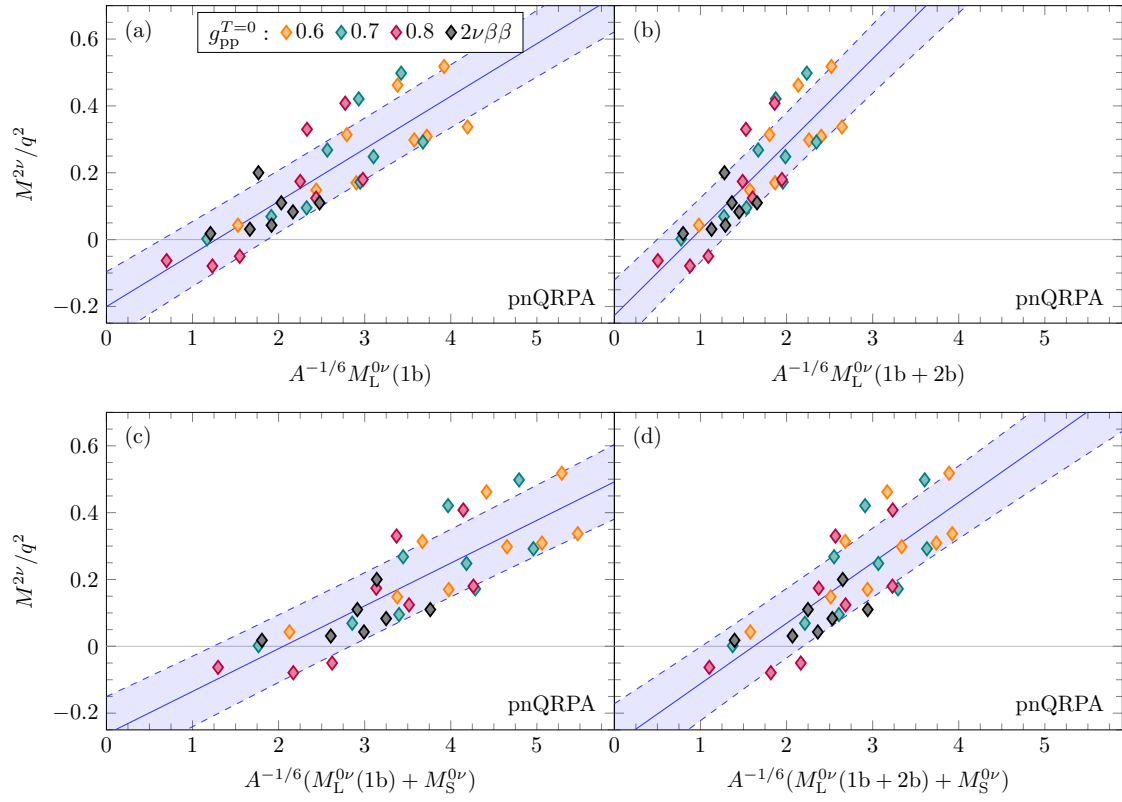 (a)
g_pp^{T=0} : 0.6 0.7 0.8 2νββ
(b)
0.6
0.4
0.2
0
−0.2
M^{2ν}/q^2
pnQRPA
pnQRPA
0 1 2 3 4 5 0 1 2 3 4 5
A^{−1/6}M_L^{0ν}(1b)
A^{−1/6}M_L^{0ν}(1b + 2b)
(c)
(d)
0.6
0.4
0.2
0
−0.2
M^{2ν}/q^2
pnQRPA
pnQRPA
0 1 2 3 4 5 0 1 2 3 4 5
A^{−1/6}(M_L^{0ν}(1b) + M_S^{0ν})
A^{−1/6}(M_L^{0ν}(1b + 2b) + M_S^{0ν})